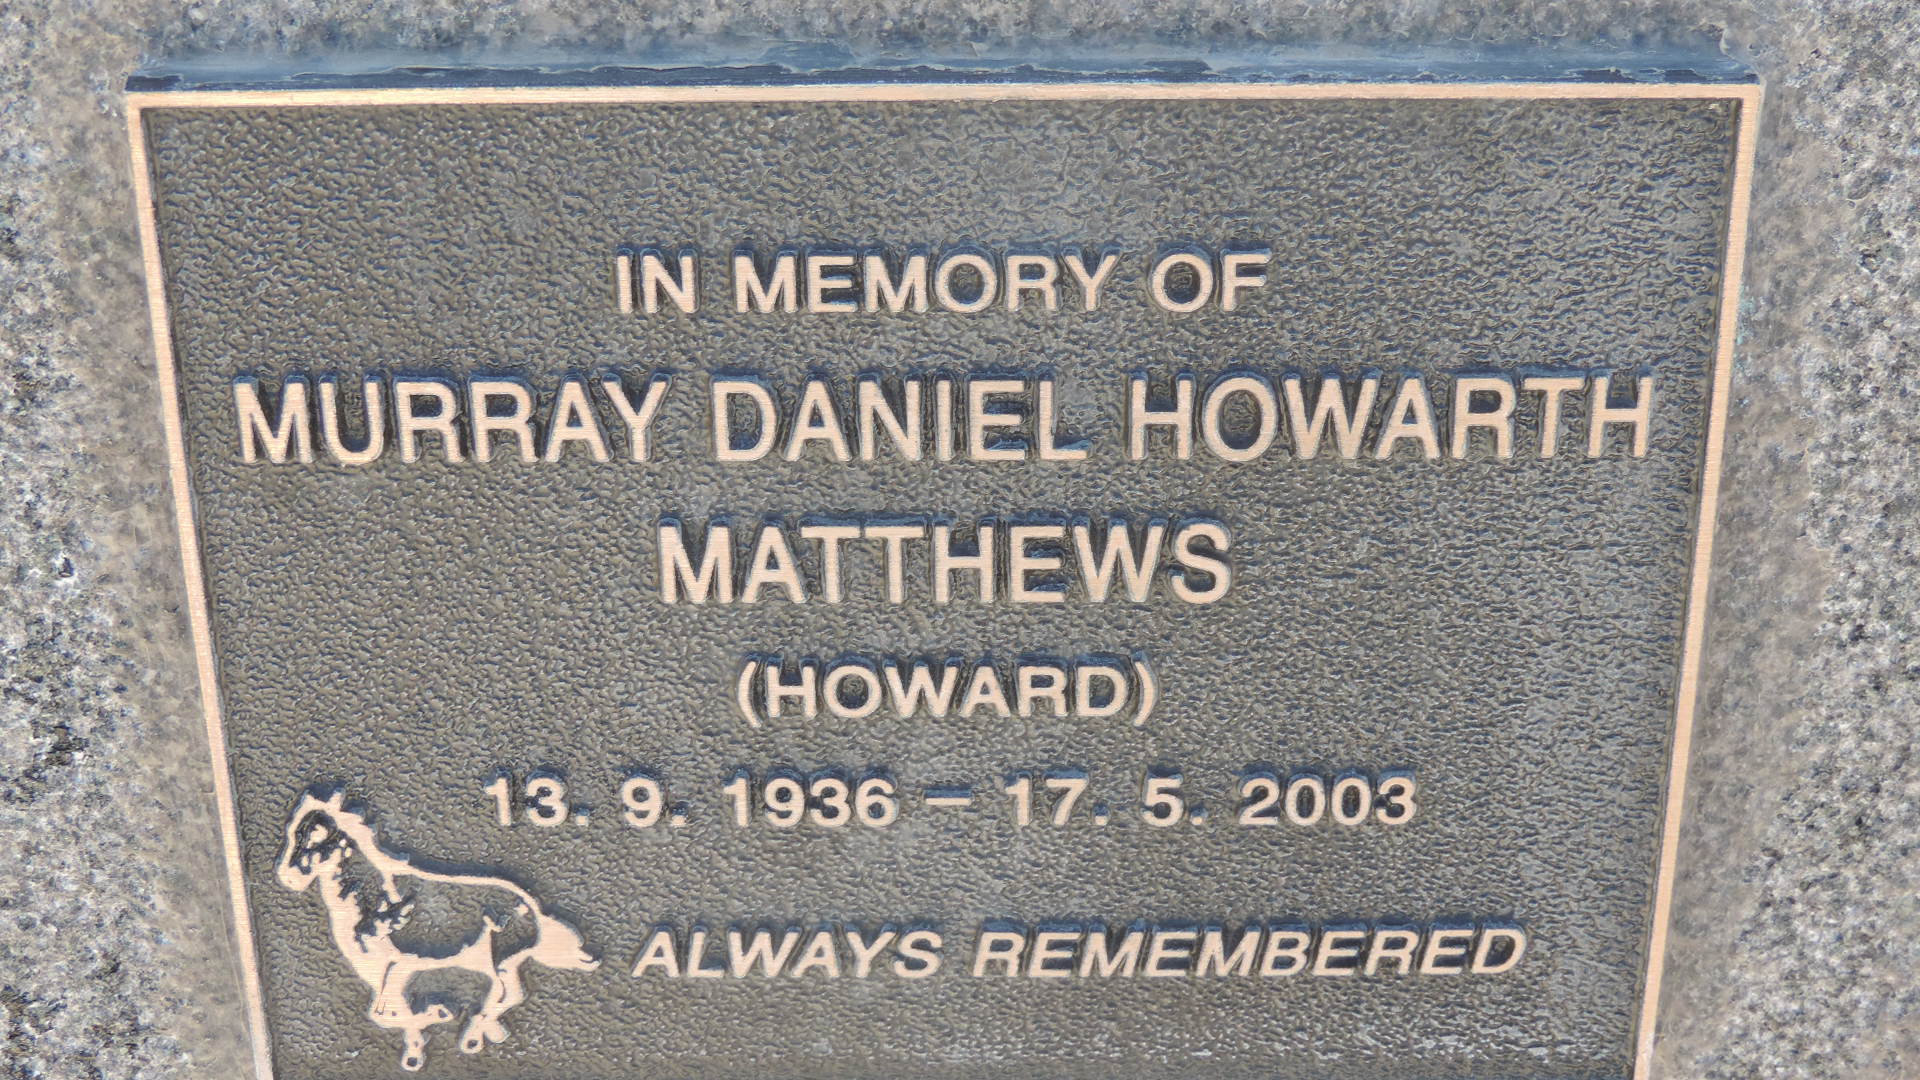 IN MEMORY OF
MURRAY DANIEL HOWARTH
MATTHEWS
(HOWARD)
13. 9. 1936 – 17. 5. 2003
ALWAYS REMEMBERED